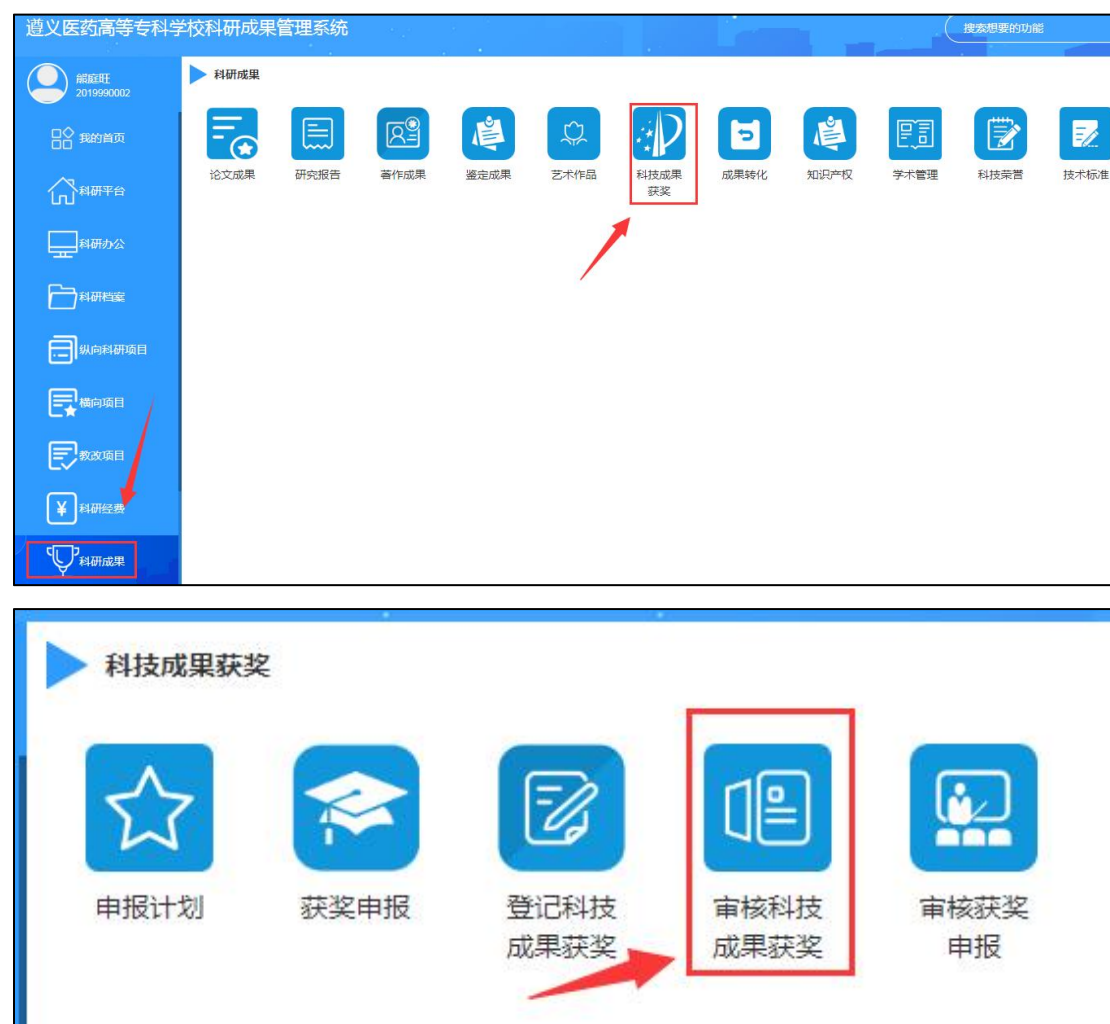 遵义医药高等专科学校科研成果管理系统
搜索想要的功能
熊庭旺
2019990002
科研成果
我的首页
科研平台
科研办公
科研档案
纵向科研项目
横向项目
教改项目
科研经费
科研成果
论文成果
研究报告
著作成果
鉴定成果
艺术作品
科技成果
获奖
成果转化
知识产权
学术管理
科技荣誉
技术标准
科技成果获奖
申报计划
获奖申报
登记科技
成果获奖
审核科技
成果获奖
审核获奖
申报